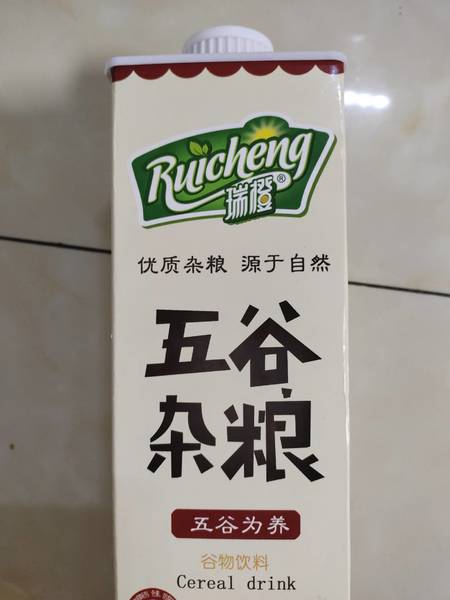 Ruicheng
瑞橙®
优质杂粮 源于自然
五谷
杂粮
五谷为养
谷物饮料
Cereal drink